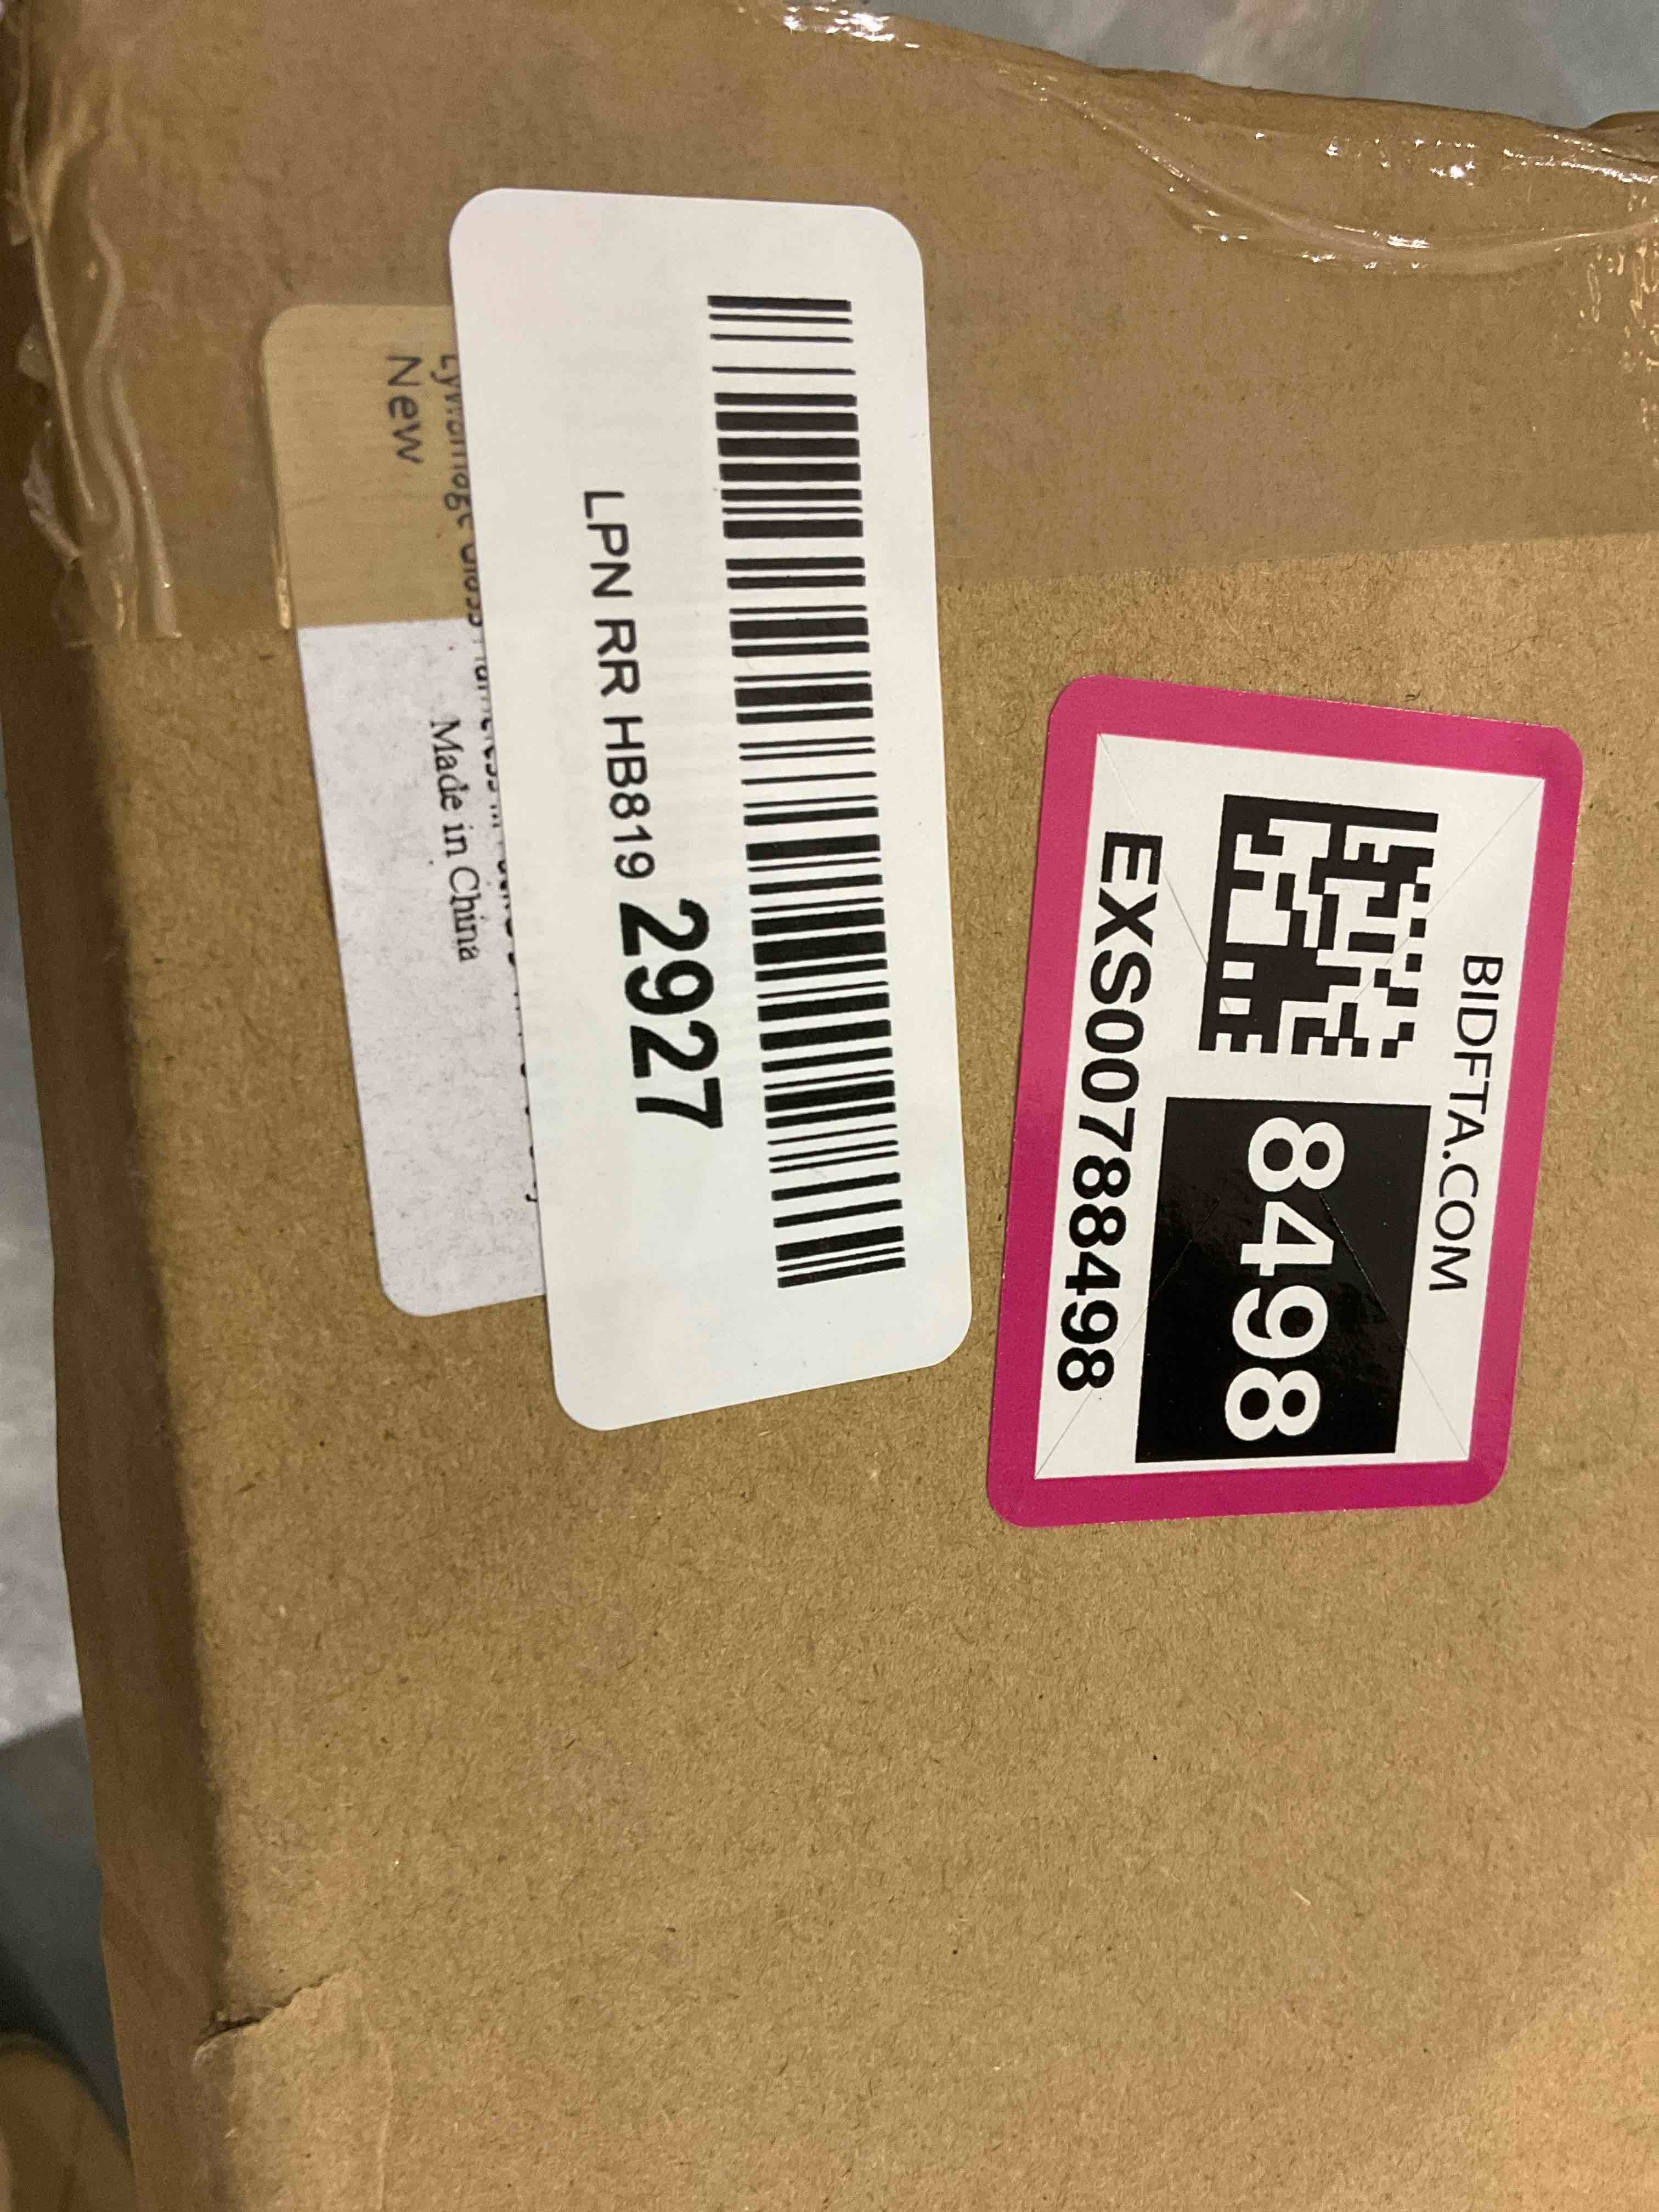 BIDFTA.COM
8498
EXS00788498
LPN RR HB819 2927
New
Made in China